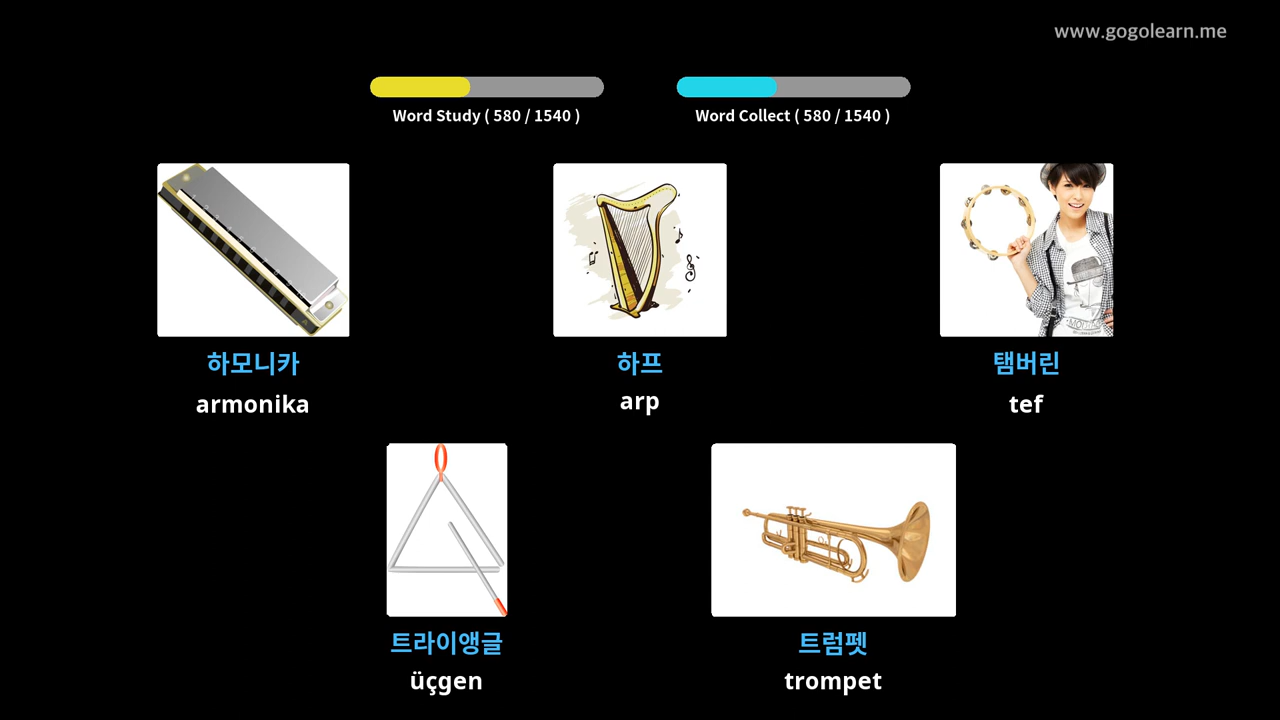 www.gogolearn.me
Word Study ( 580 / 1540 )
Word Collect ( 580 / 1540 )
하모니카
armonika
하프
arp
탬버린
tef
트라이앵글
üçgen
트럼펫
trompet